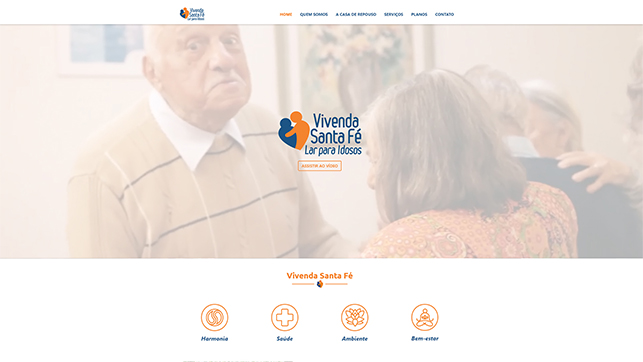 Vivenda
Santa Fé
Lar para Idosos
HOME QUEM SOMOS A CASA DE REPOUSO SERVIÇOS PLANOS CONTATO
Vivenda
Santa Fé
Lar para Idosos
ASSISTIR AO VÍDEO
Vivenda Santa Fé
Harmonia Saúde Ambiente Bem-estar